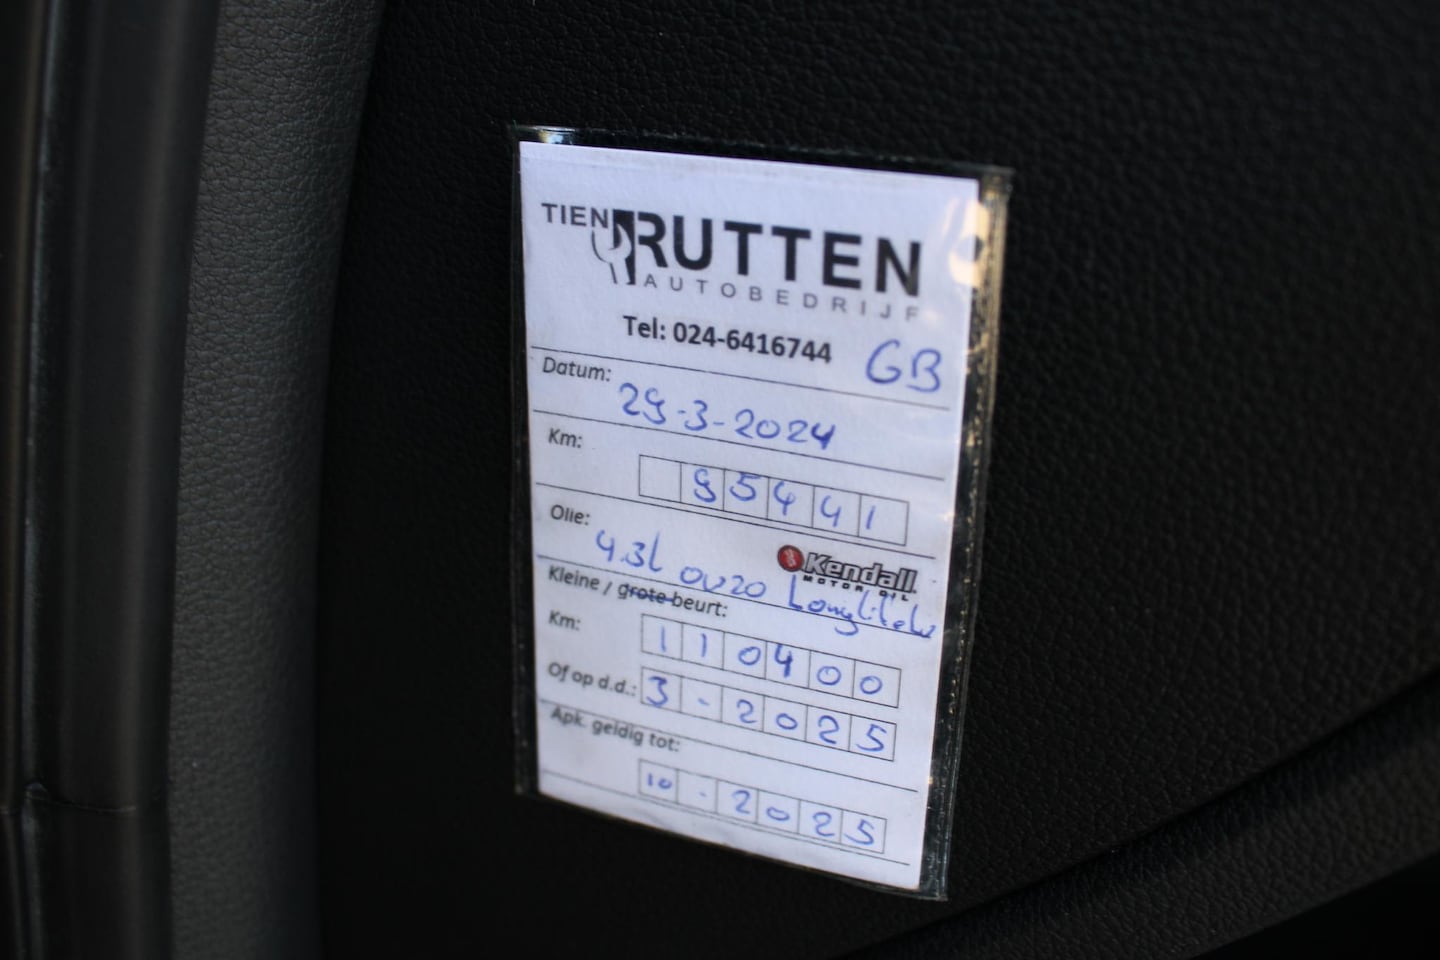 TIEN RUTTEN
AUTOBEDRIJF
Tel: 024-6416744 GB
Datum: 29-3-2024
Km: 95441
Olie: 4.3l 0W20 Longlife
Kendall
MOTOR OIL
Kleine / grote beurt:
Km: 110400
Of op d.d.: 3-2025
Apk. geldig tot:
10-2025